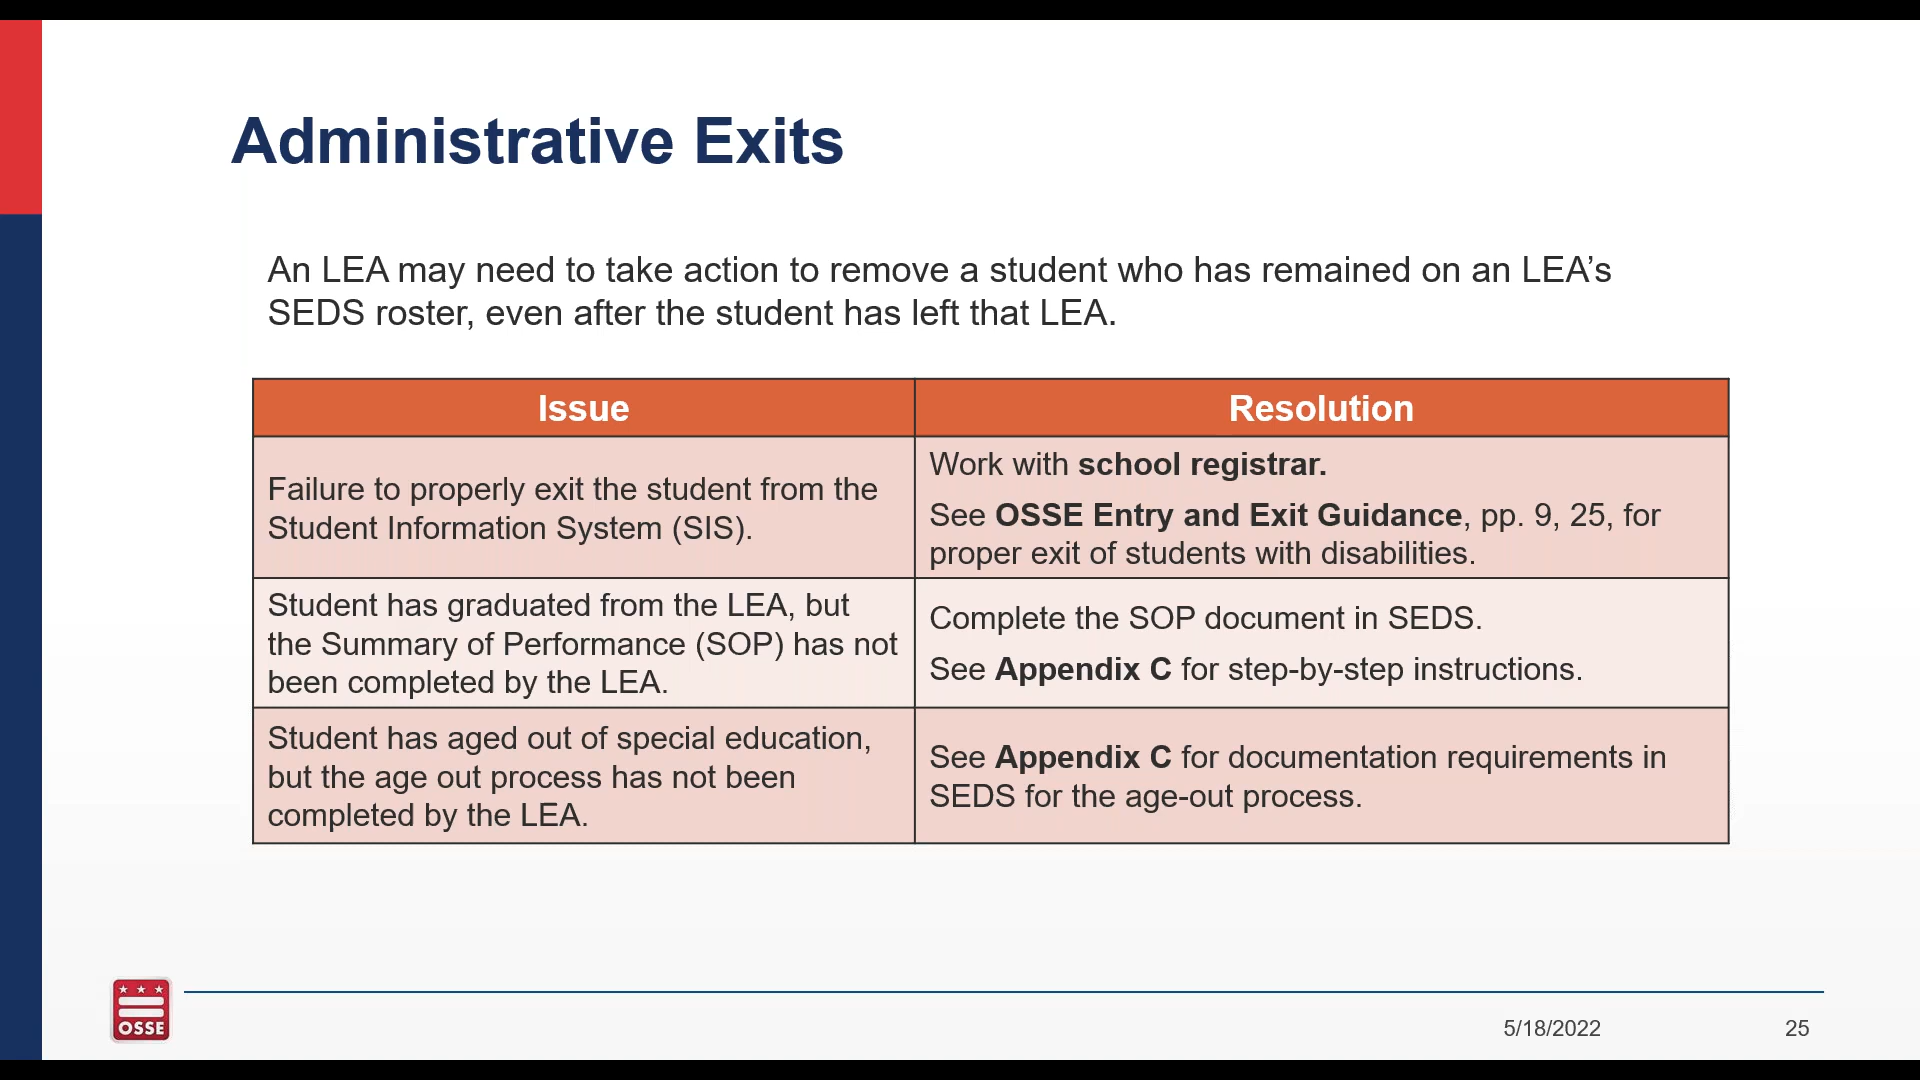 Administrative Exits
An LEA may need to take action to remove a student who has remained on an LEA’s
SEDS roster, even after the student has left that LEA.
Issue
Resolution
Failure to properly exit the student from the
Student Information System (SIS).
Work with school registrar.
See OSSE Entry and Exit Guidance, pp. 9, 25, for
proper exit of students with disabilities.
Student has graduated from the LEA, but
the Summary of Performance (SOP) has not
been completed by the LEA.
Complete the SOP document in SEDS.
See Appendix C for step-by-step instructions.
Student has aged out of special education,
but the age out process has not been
completed by the LEA.
See Appendix C for documentation requirements in
SEDS for the age-out process.
OSSE
5/18/2022
25